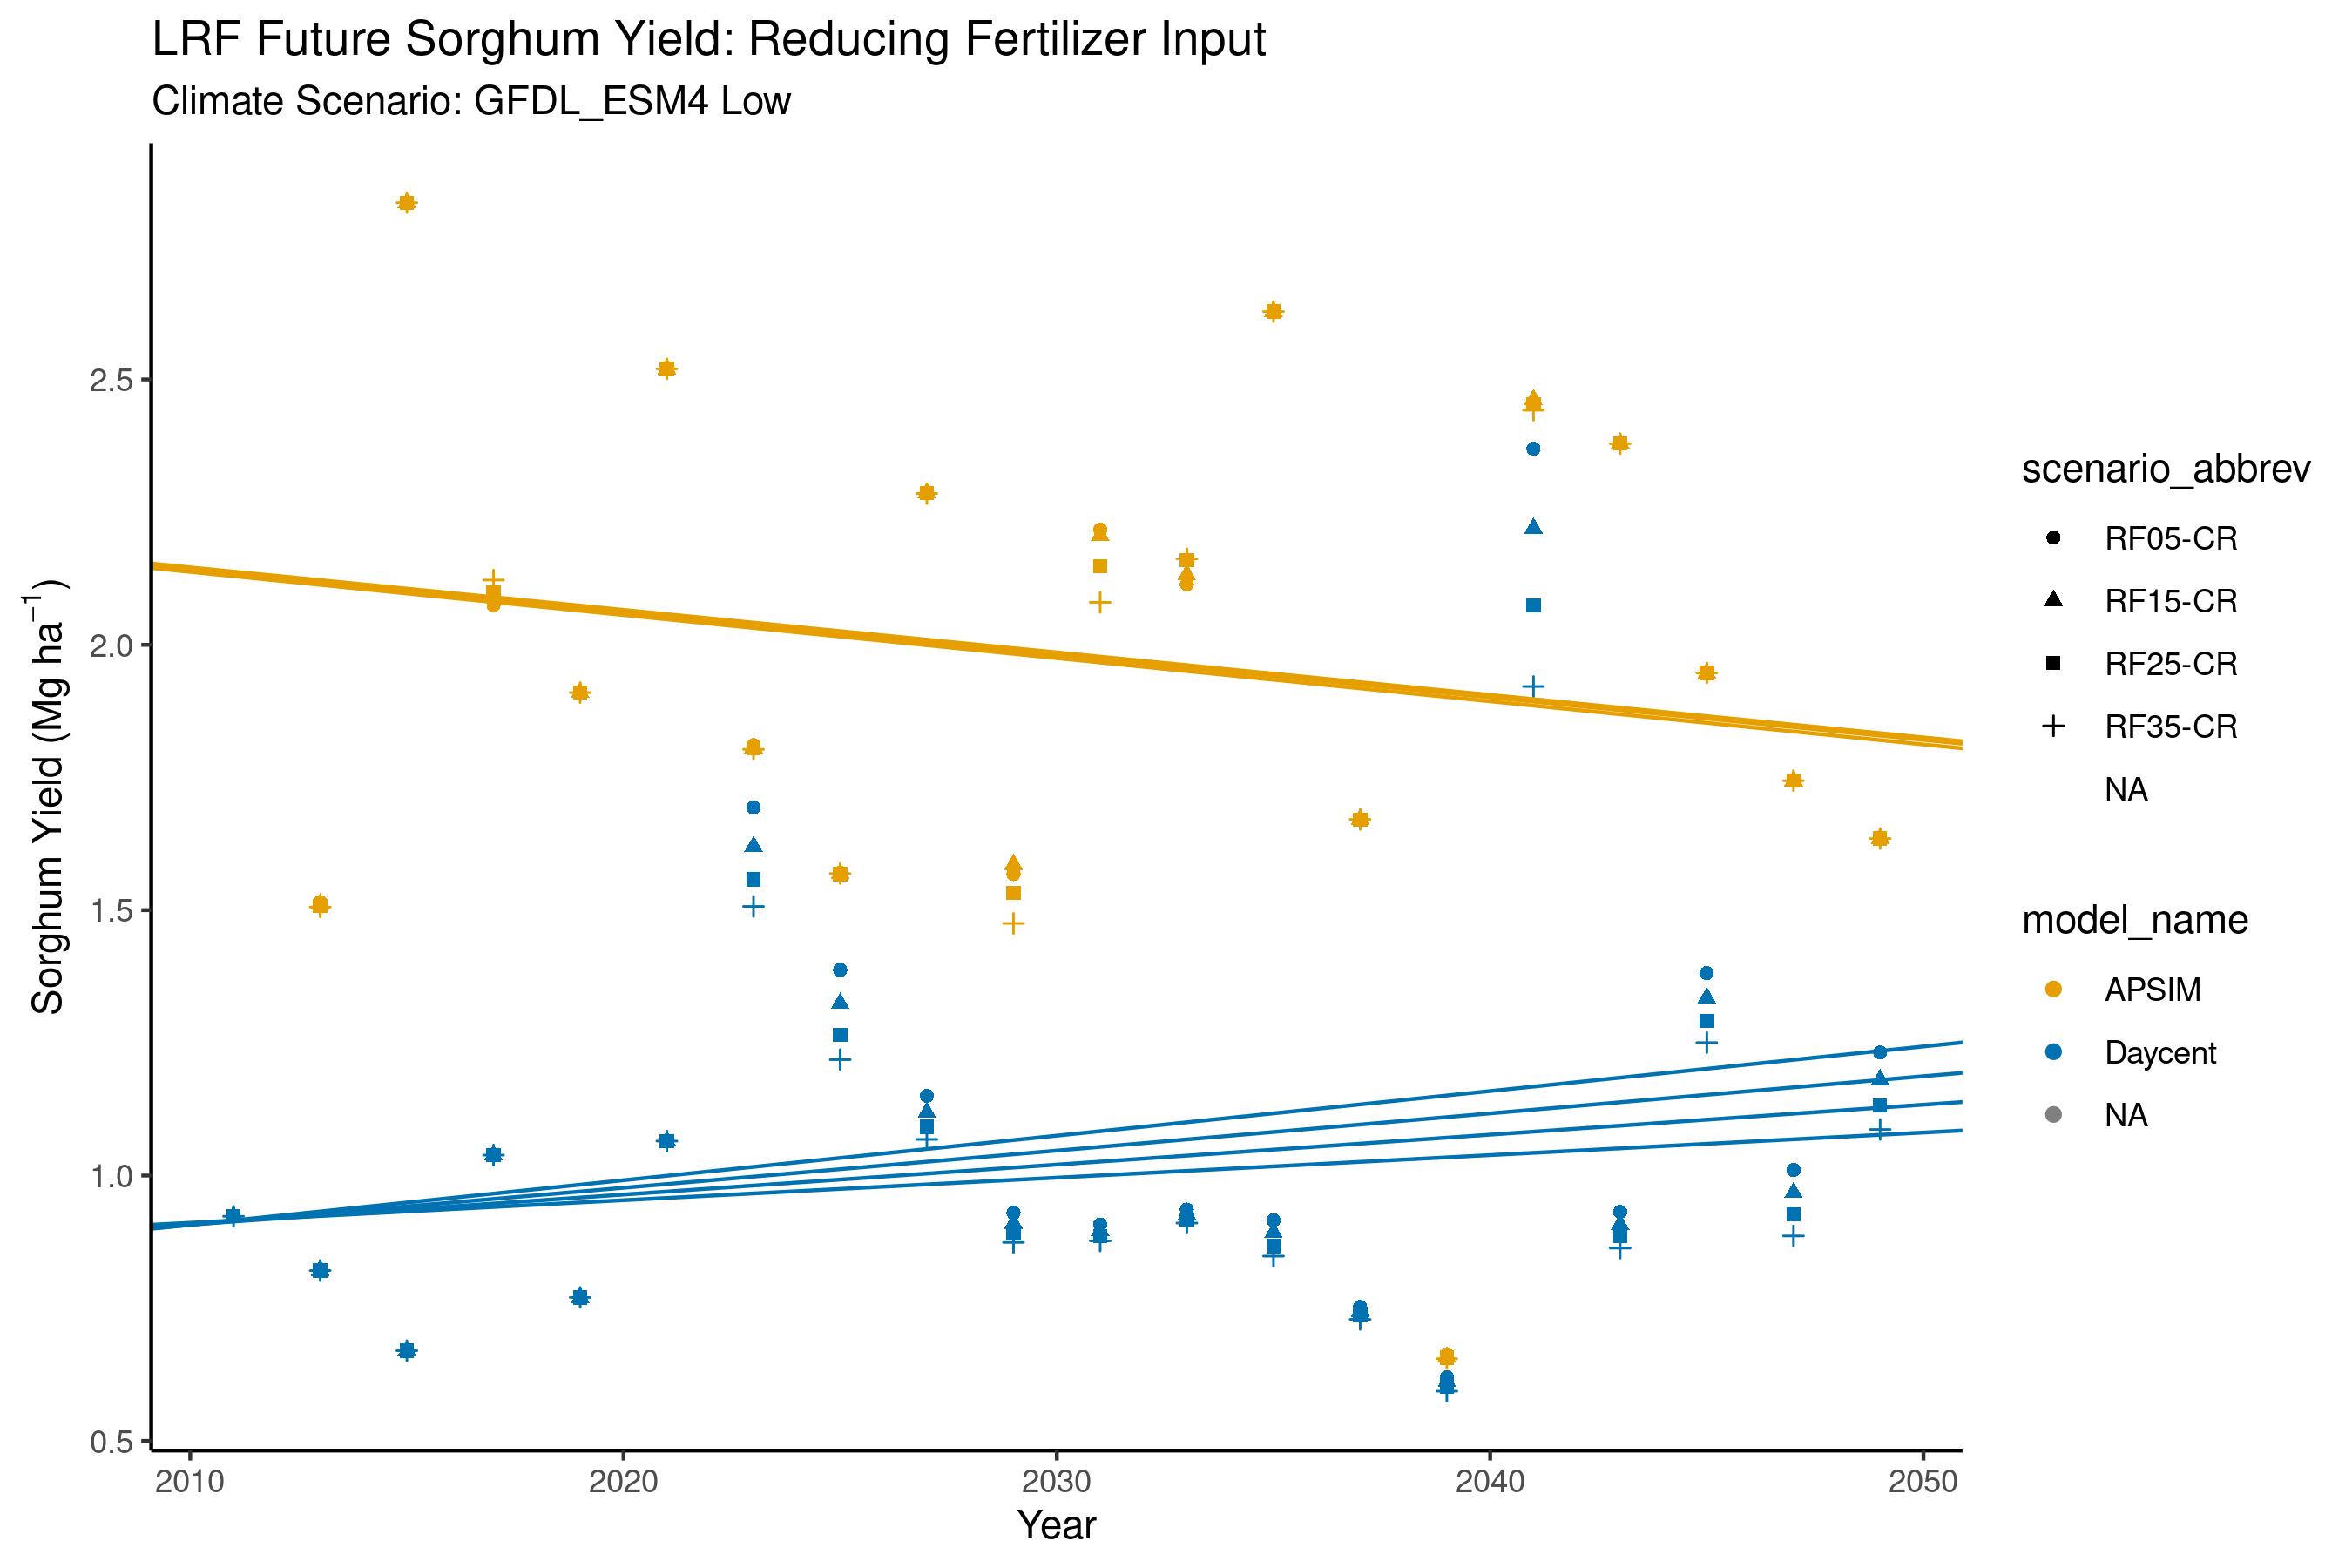 LRF Future Sorghum Yield: Reducing Fertilizer Input
Climate Scenario: GFDL_ESM4 Low
Sorghum Yield (Mg ha⁻¹)
2.5
2.0
1.5
1.0
0.5
2010
2020
2030
2040
2050
Year
scenario_abbrev
RF05-CR
RF15-CR
RF25-CR
RF35-CR
NA
model_name
APSIM
Daycent
NA